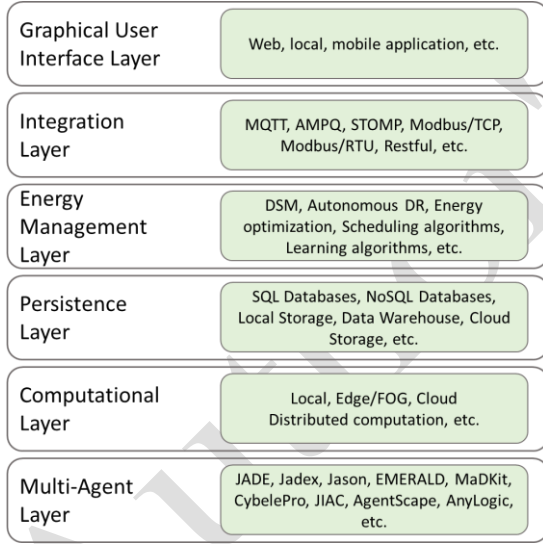 Graphical User
Interface Layer
Web, local, mobile application, etc.
Integration
Layer
MQTT, AMPQ, STOMP, Modbus/TCP,
Modbus/RTU, Restful, etc.
Energy
Management
Layer
DSM, Autonomous DR, Energy
optimization, Scheduling algorithms,
Learning algorithms, etc.
Persistence
Layer
SQL Databases, NoSQL Databases,
Local Storage, Data Warehouse, Cloud
Storage, etc.
Computational
Layer
Local, Edge/FOG, Cloud
Distributed computation, etc.
Multi-Agent
Layer
JADE, Jadex, Jason, EMERALD, MaDKit,
CybelePro, JIAC, AgentScape, AnyLogic,
etc.